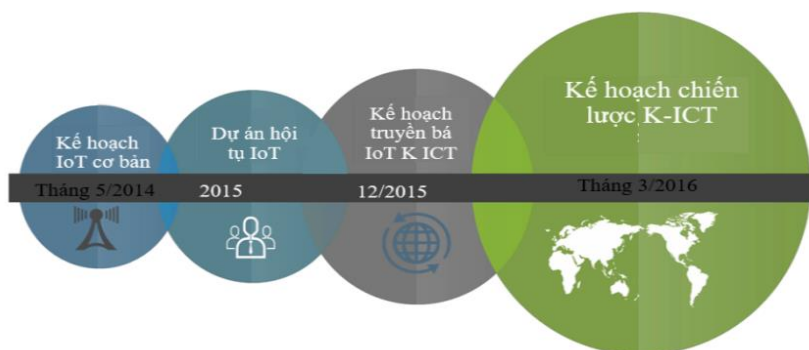 Kế hoạch
IoT cơ bản
Tháng 5/2014
Dự án hội
tụ IoT
2015
Kế hoạch
truyền bá
IoT K ICT
12/2015
Kế hoạch chiến
lược K-ICT
:
Tháng 3/2016